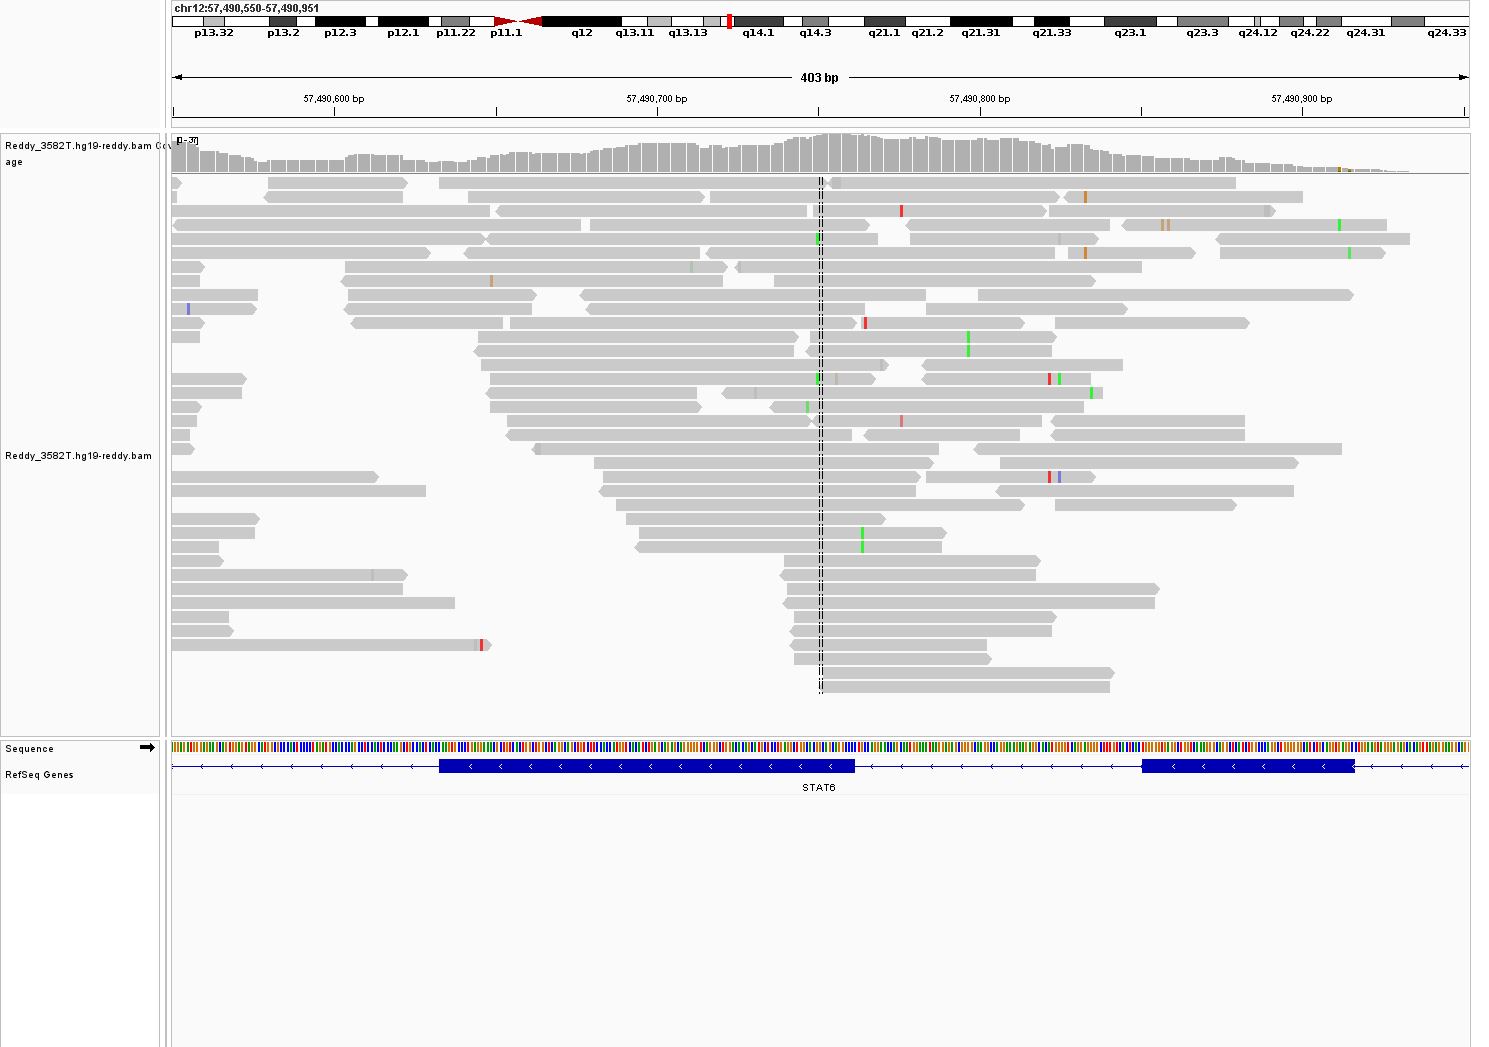 chr12:57,490,550-57,490,951
p13.32 p13.2 p12.3 p12.1 p11.22 p11.1 q12 q13.11 q13.13 q14.1 q14.3 q21.1 q21.2 q21.31 q21.33 q23.1 q23.3 q24.12 q24.22 q24.31 q24.33
403 bp
57,490,600 bp 57,490,700 bp 57,490,800 bp 57,490,900 bp
Reddy_3582T.hg19-reddy.bam Cov
age
Reddy_3582T.hg19-reddy.bam
Sequence
RefSeq Genes
STAT6